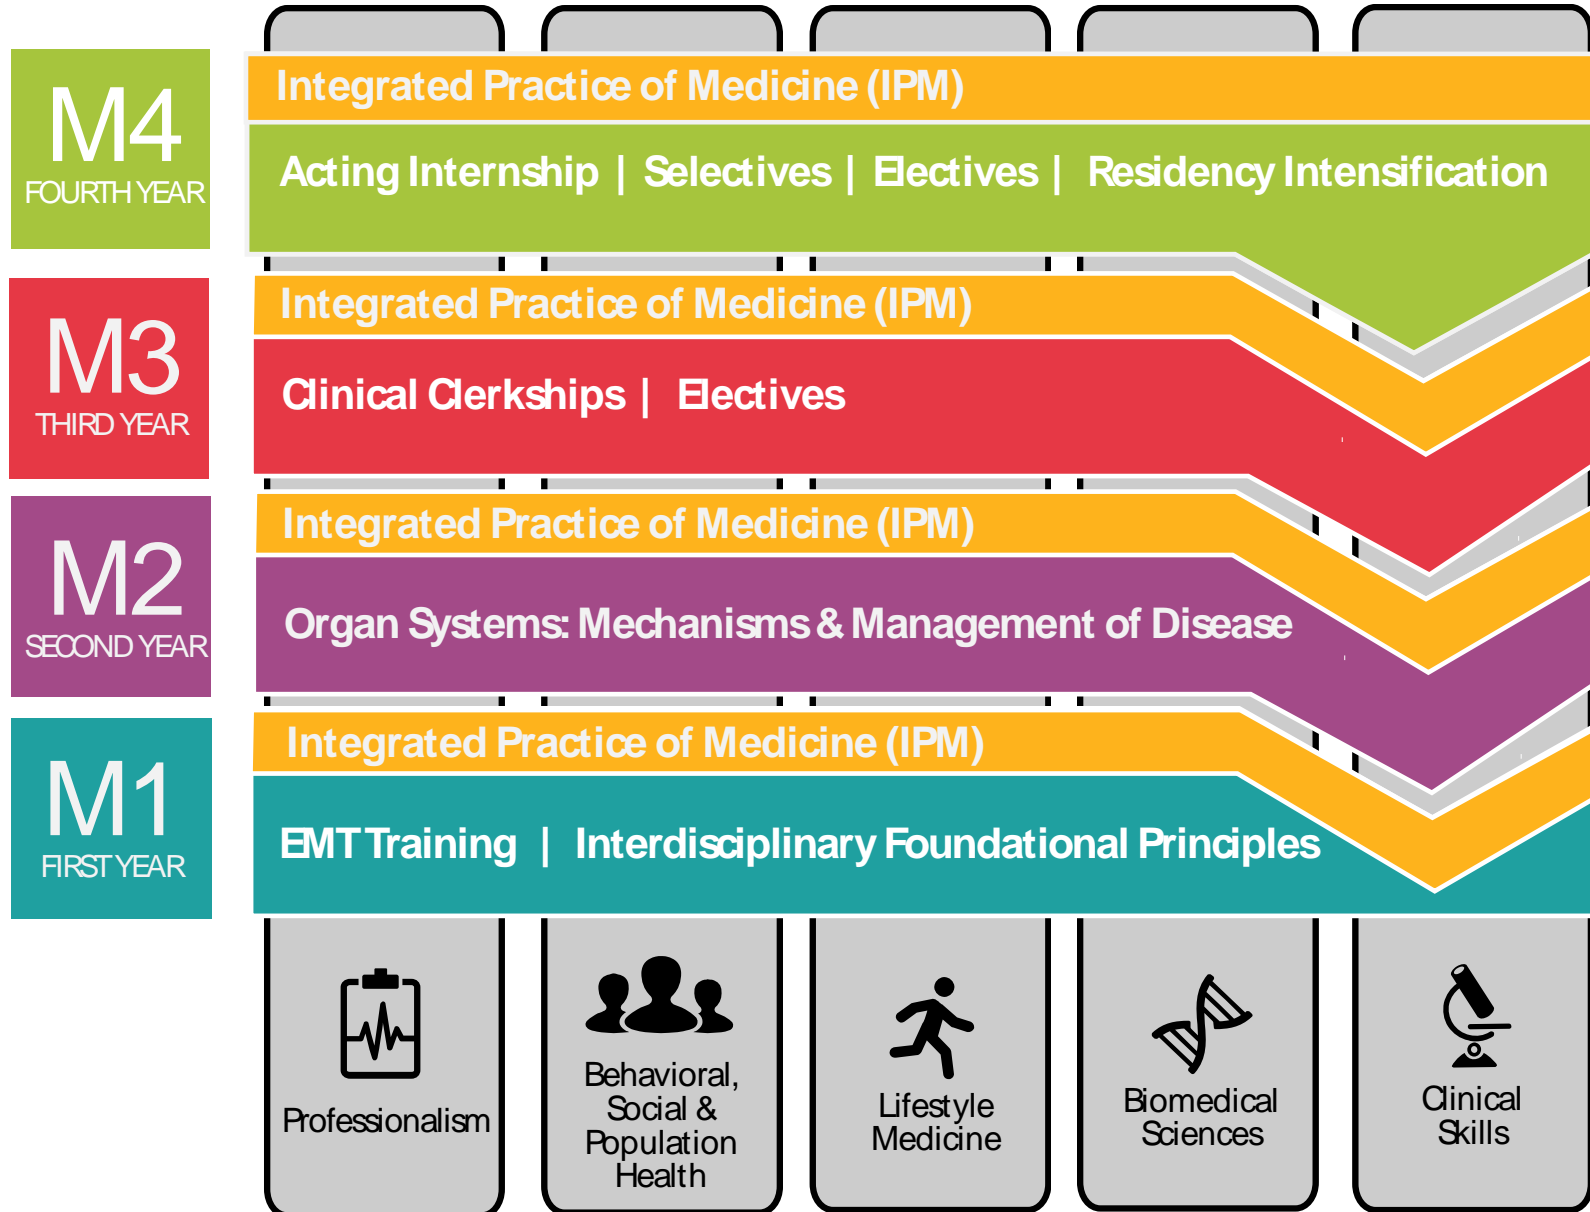 M4
FOURTH YEAR
Integrated Practice of Medicine (IPM)
Acting Internship | Selectives | Electives | Residency Intensification
M3
THIRD YEAR
Integrated Practice of Medicine (IPM)
Clinical Clerkships | Electives
M2
SECOND YEAR
Integrated Practice of Medicine (IPM)
Organ Systems: Mechanisms & Management of Disease
M1
FIRST YEAR
Integrated Practice of Medicine (IPM)
EMT Training | Interdisciplinary Foundational Principles
Professionalism
Behavioral,
Social &
Population
Health
Lifestyle
Medicine
Biomedical
Sciences
Clinical
Skills